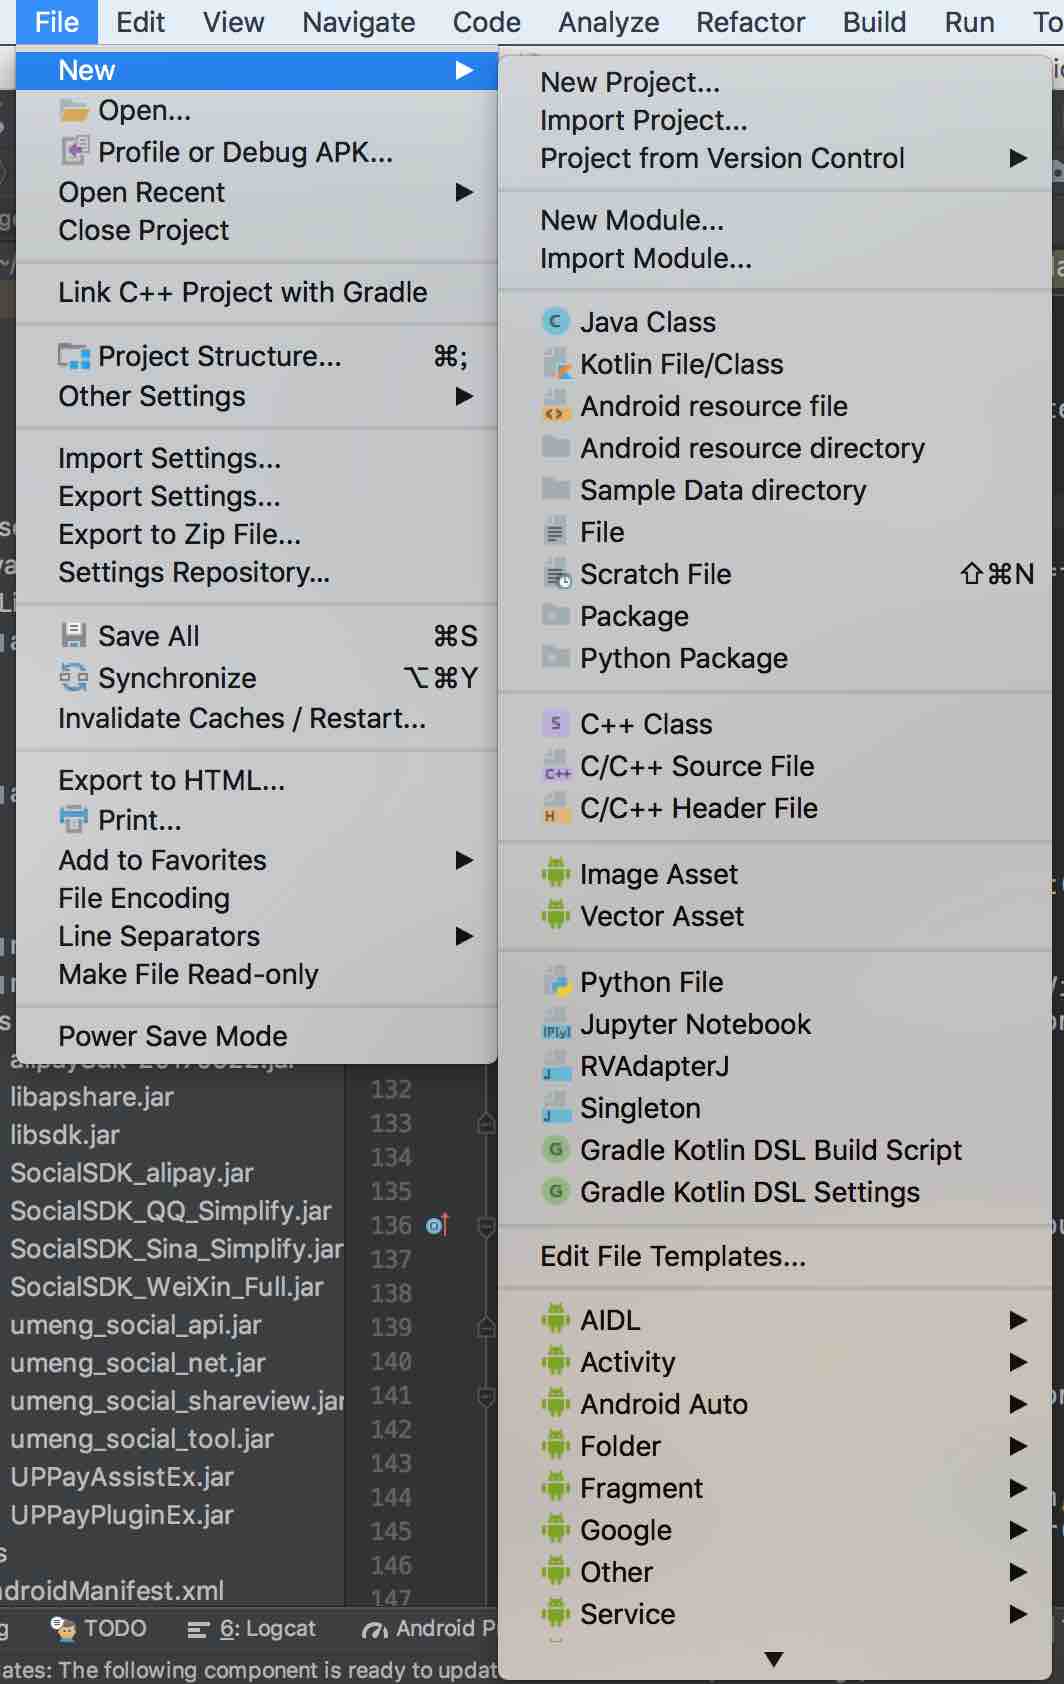 File Edit View Navigate Code Analyze Refactor Build Run To
New
Open...
Profile or Debug APK...
Open Recent
Close Project
Link C++ Project with Gradle
Project Structure... ⌘;
Other Settings
Import Settings...
Export Settings...
Export to Zip File...
Settings Repository...
Save All ⌘S
Synchronize ⌥⌘Y
Invalidate Caches / Restart...
Export to HTML...
Print...
Add to Favorites
File Encoding
Line Separators
Make File Read-only
Power Save Mode
New Project...
Import Project...
Project from Version Control
New Module...
Import Module...
Java Class
Kotlin File/Class
Android resource file
Android resource directory
Sample Data directory
File
Scratch File ⇧⌘N
Package
Python Package
C++ Class
C/C++ Source File
C/C++ Header File
Image Asset
Vector Asset
Python File
Jupyter Notebook
RVAdapterJ
Singleton
Gradle Kotlin DSL Build Script
Gradle Kotlin DSL Settings
Edit File Templates...
AIDL
Activity
Android Auto
Folder
Fragment
Google
Other
Service
libapshare.jar
libsdk.jar
SocialSDK_alipay.jar
SocialSDK_QQ_Simplify.jar
SocialSDK_Sina_Simplify.jar
SocialSDK_WeiXin_Full.jar
umeng_social_api.jar
umeng_social_net.jar
umeng_social_shareview.jar
umeng_social_tool.jar
UPPayAssistEx.jar
UPPayPluginEx.jar
droidManifest.xml
132
133
134
135
136
137
138
139
140
141
142
143
144
145
146
147
TODO 6: Logcat Android P
ates: The following component is ready to updat